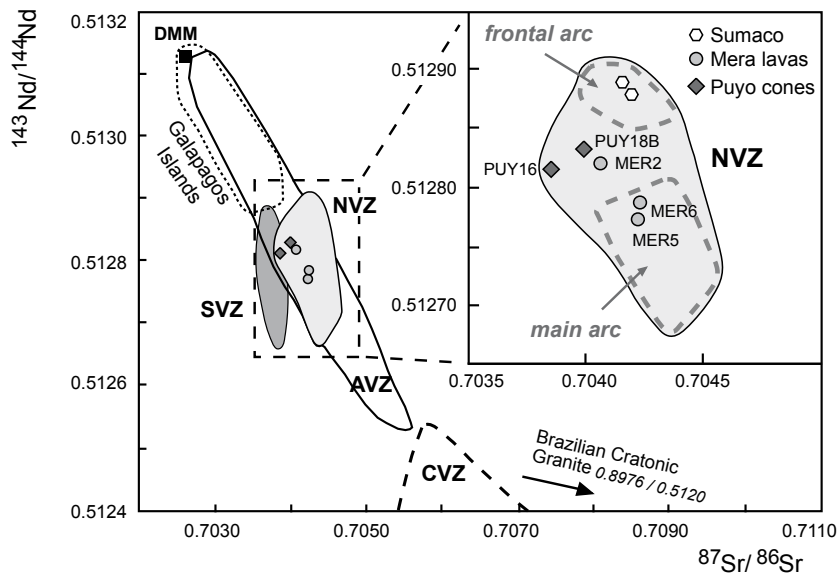 143Nd/144Nd
0.5132
0.5130
0.5128
0.5126
0.5124
DMM
Galapagos
Islands
NVZ
SVZ
AVZ
CVZ
Brazilian Cratonic
Granite 0.8976 / 0.5120
0.7030
0.7050
0.7070
0.7090
0.7110
87Sr/ 86Sr
frontal arc
Sumaco
Mera lavas
Puyo cones
0.51290
0.51280
0.51270
PUY18B
PUY16
MER2
NVZ
MER6
MER5
main arc
0.7035
0.7040
0.7045